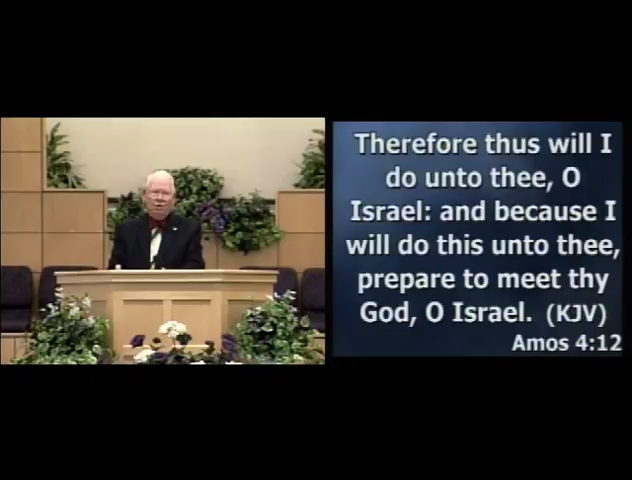 Therefore thus will I
do unto thee, O
Israel: and because I
will do this unto thee,
prepare to meet thy
God, O Israel. (KJV)
Amos 4:12